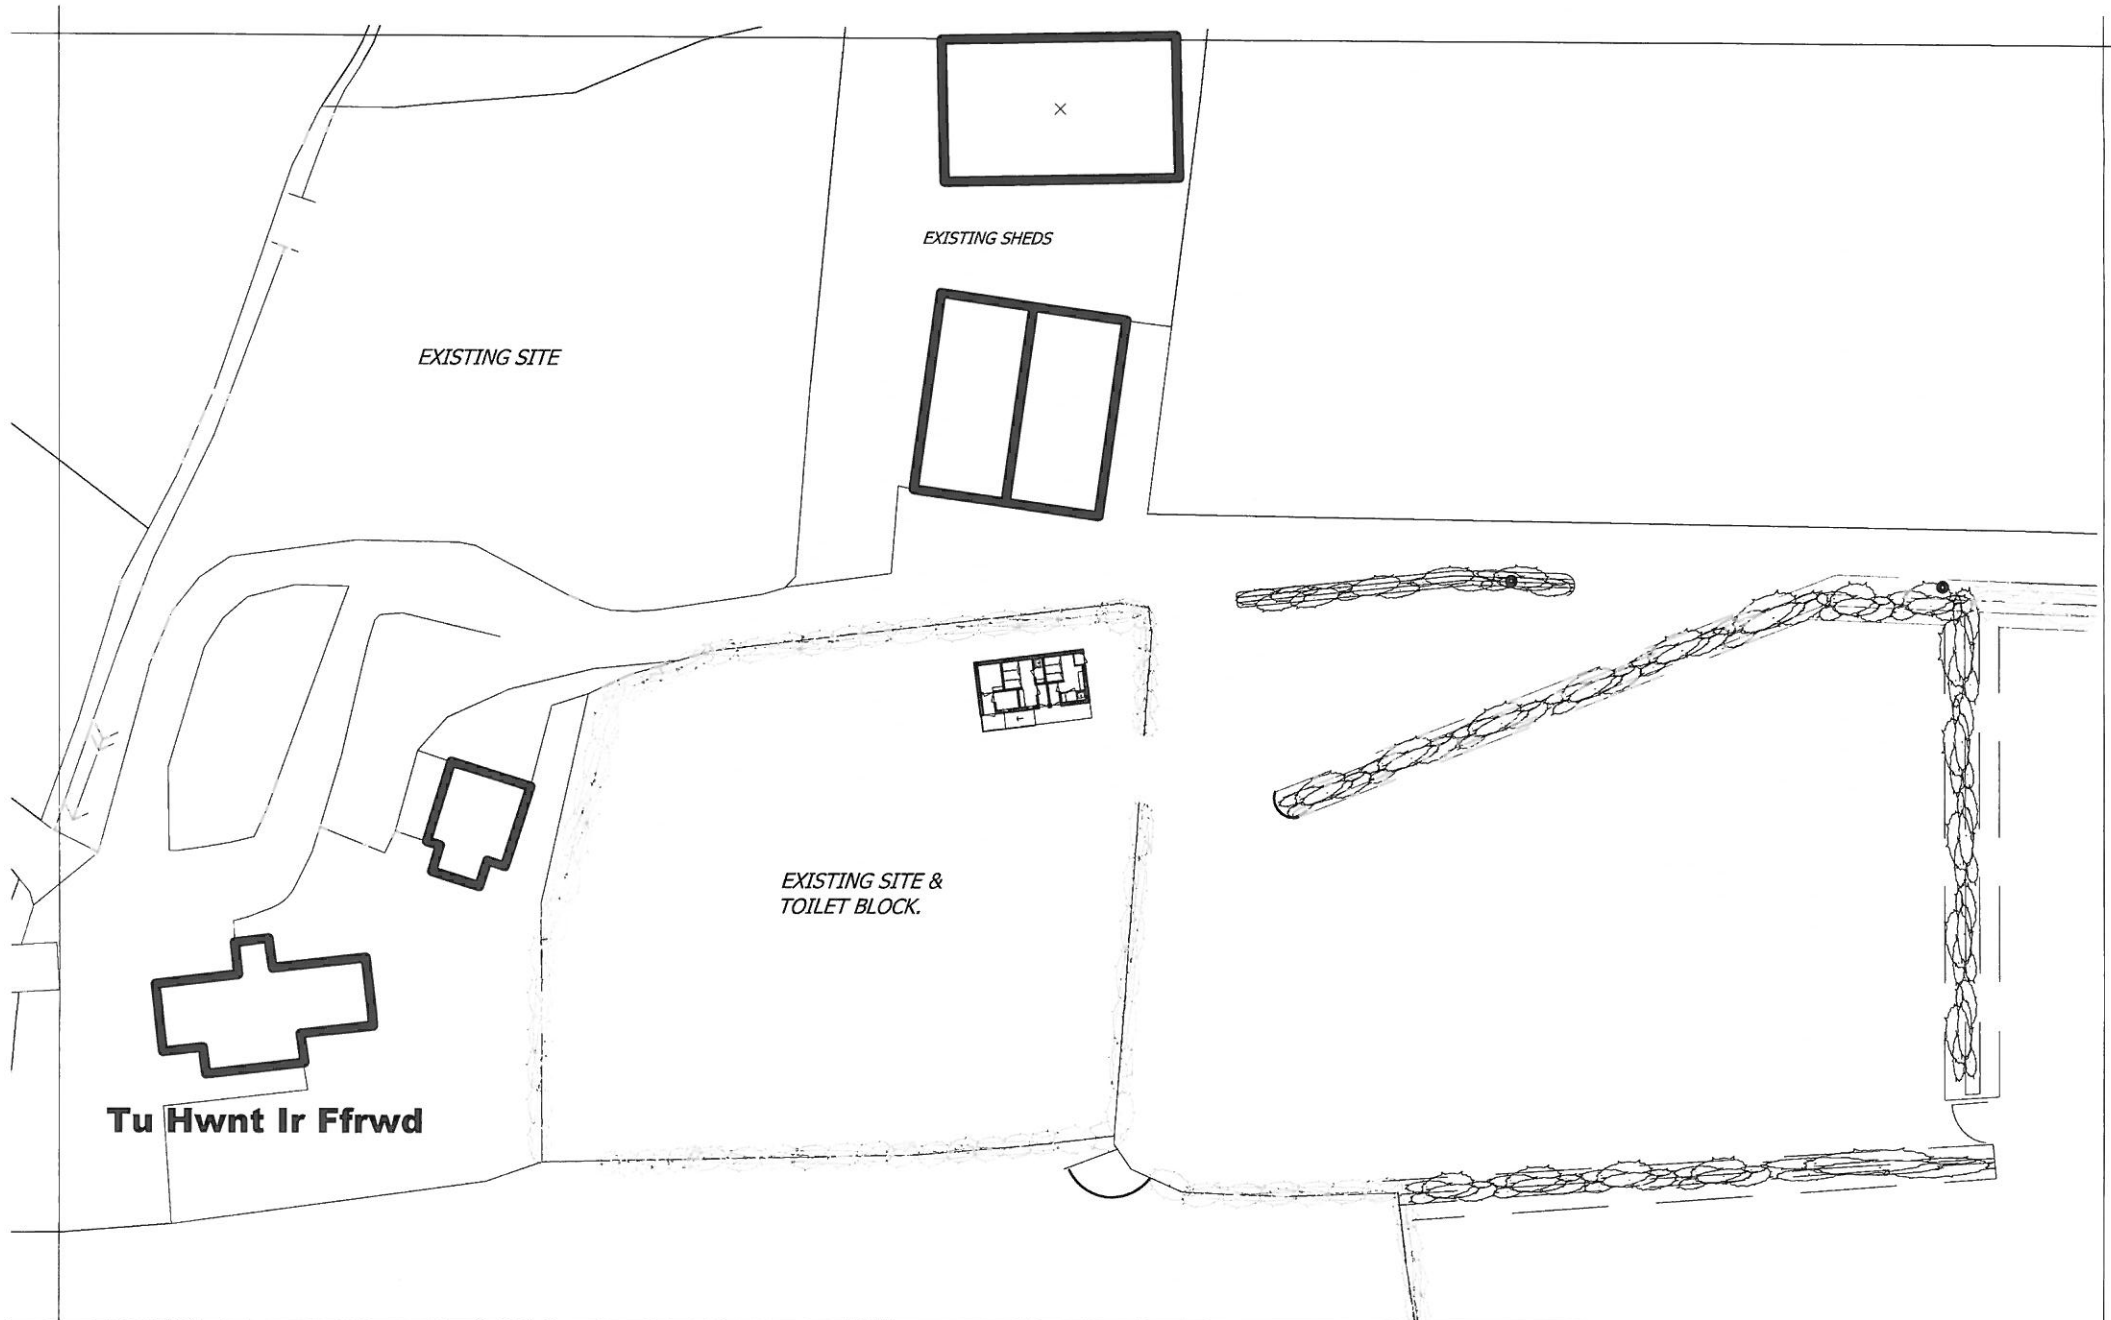 EXISTING SHEDS
EXISTING SITE
EXISTING SITE &
TOILET BLOCK.
Tu Hwnt Ir Ffrwd